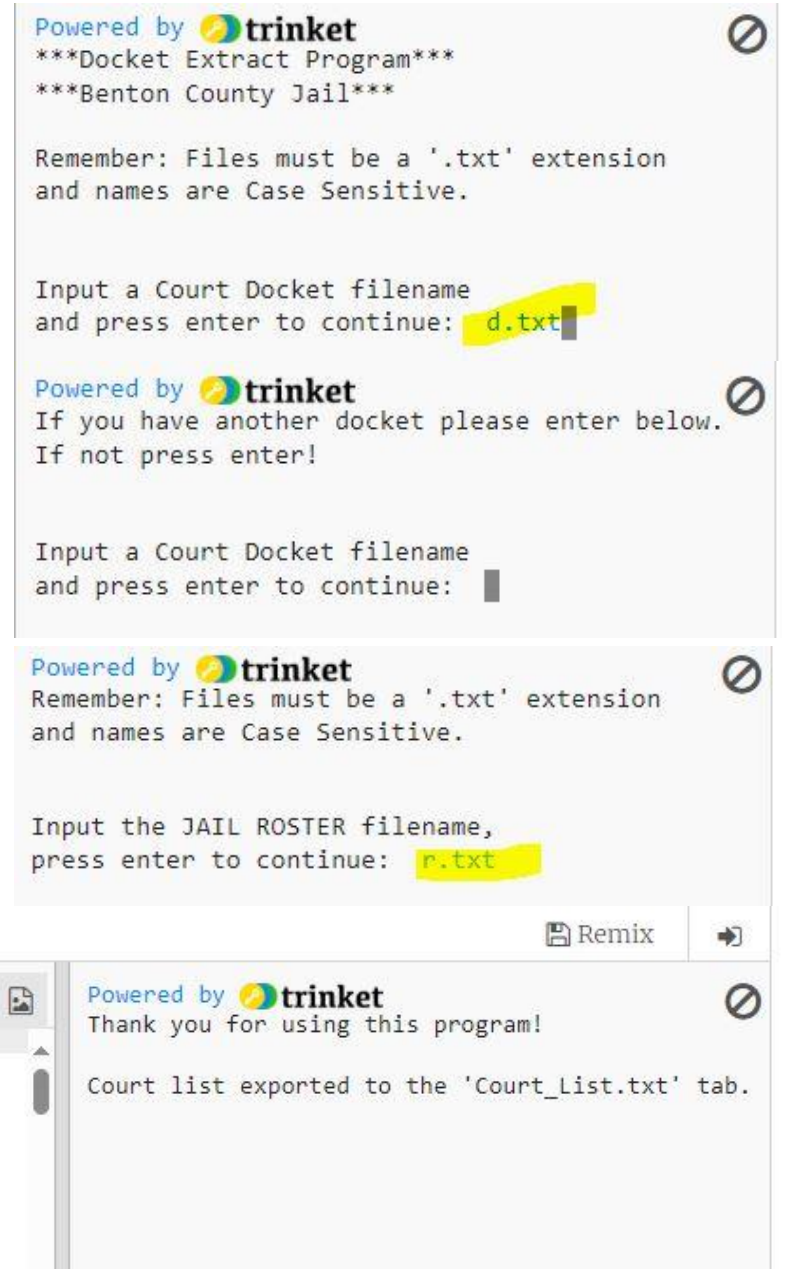 Powered by trinket
***Docket Extract Program***
***Benton County Jail***
Remember: Files must be a '.txt' extension
and names are Case Sensitive.
Input a Court Docket filename
and press enter to continue: d.txt
Powered by trinket
If you have another docket please enter below.
If not press enter!
Input a Court Docket filename
and press enter to continue:
Powered by trinket
Remember: Files must be a '.txt' extension
and names are Case Sensitive.
Input the JAIL ROSTER filename,
press enter to continue: r.txt
Remix
Powered by trinket
Thank you for using this program!
Court list exported to the 'Court_List.txt' tab.